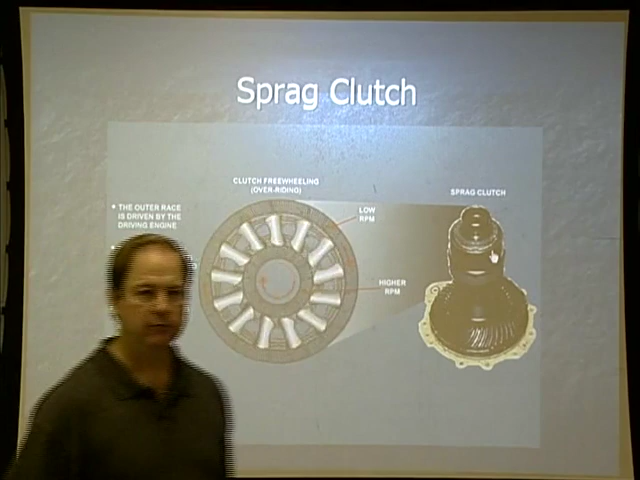 Sprag Clutch
CLUTCH FREEWHEELING
(OVER-RIDING)
SPRAG CLUTCH
• THE OUTER RACE
IS DRIVEN BY THE
DRIVING ENGINE
LOW
RPM
HIGHER
RPM